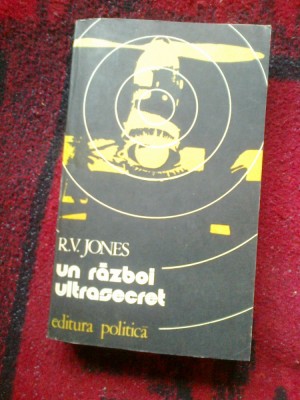 R.V. JONES
un război
ultrasecret
editura politică